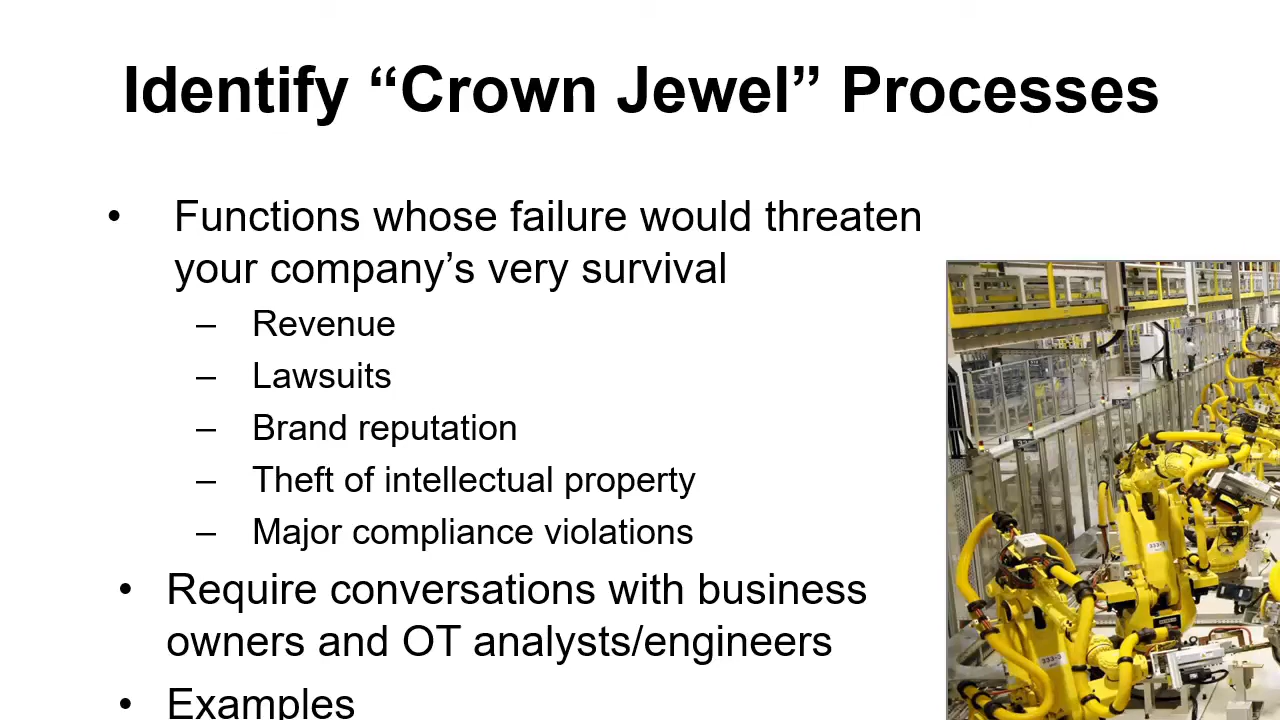 Identify “Crown Jewel” Processes
• Functions whose failure would threaten
your company’s very survival
– Revenue
– Lawsuits
– Brand reputation
– Theft of intellectual property
– Major compliance violations
• Require conversations with business
owners and OT analysts/engineers
• Examples